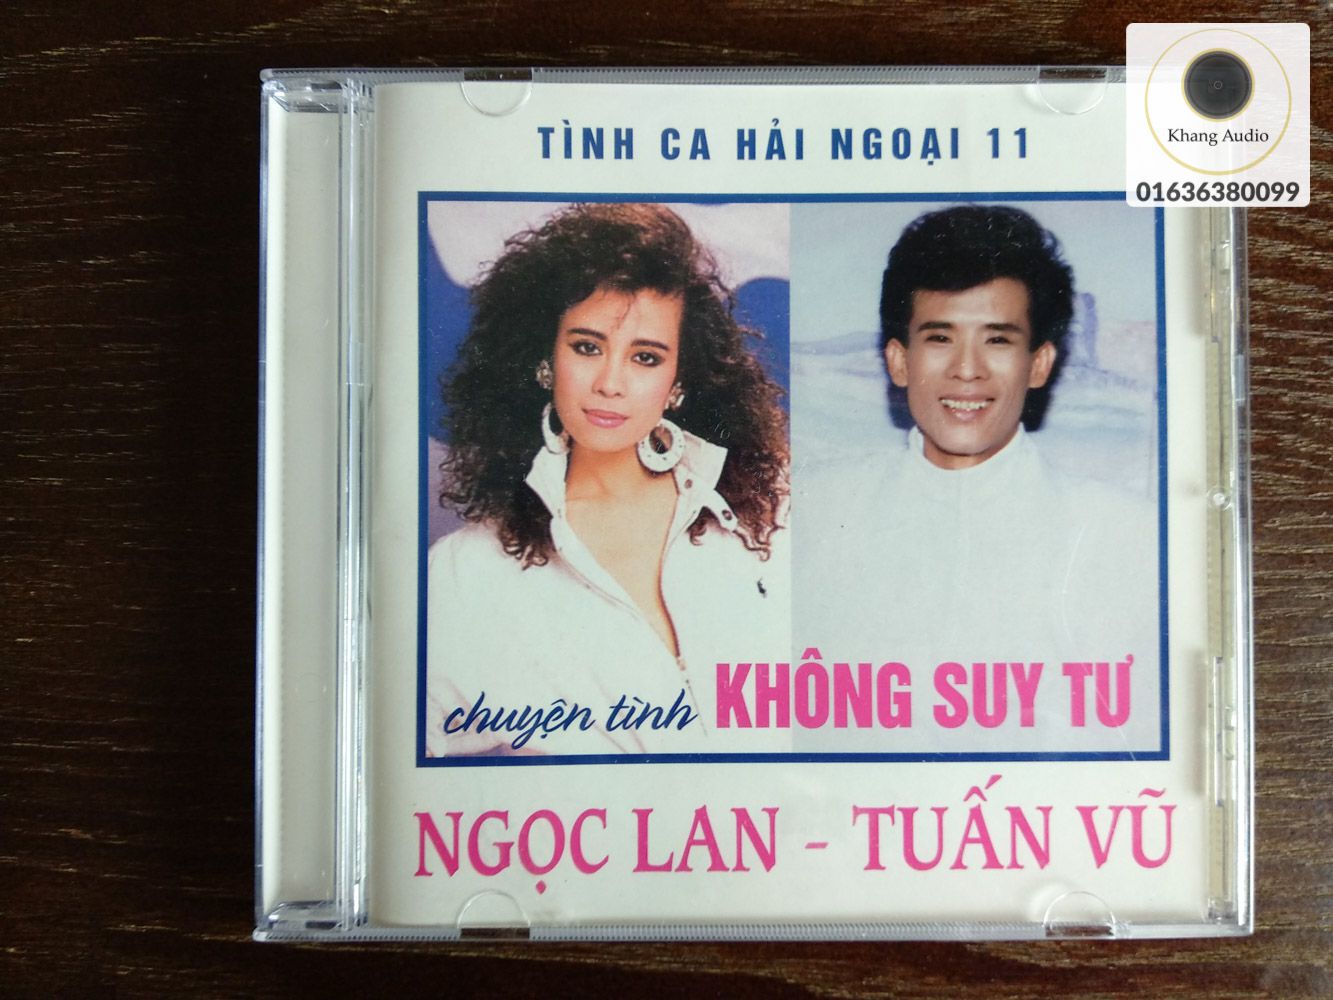 TÌNH CA HẢI NGOẠI 11
Khang Audio
01636380099
chuyện tình KHÔNG SUY TƯ
NGỌC LAN - TUẤN VŨ